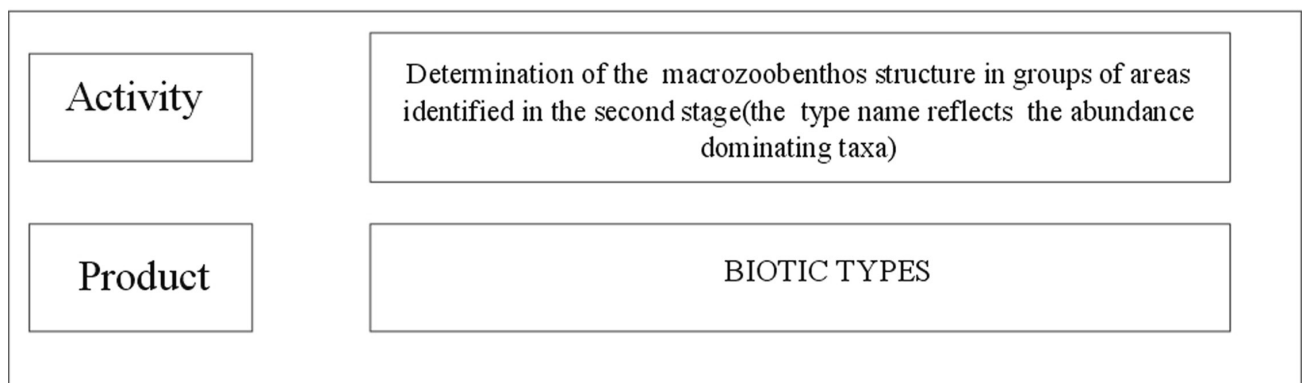 Activity
Determination of the macrozoobenthos structure in groups of areas
identified in the second stage(the type name reflects the abundance
dominating taxa)
Product
BIOTIC TYPES